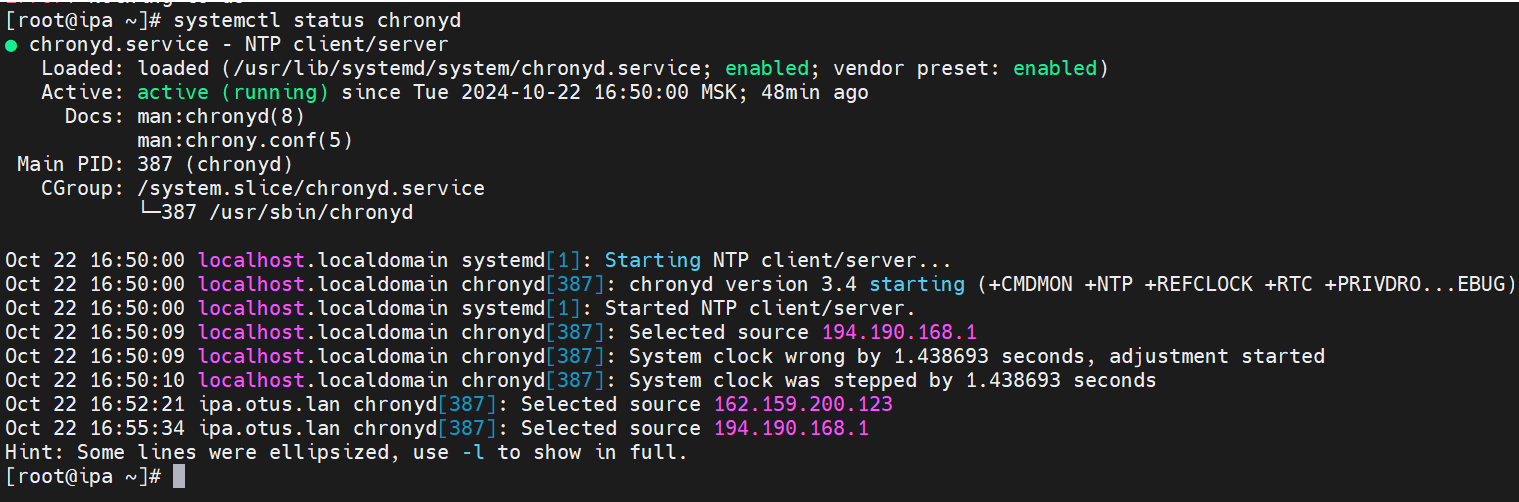 [root@ipa ~]# systemctl status chronyd
● chronyd.service - NTP client/server
   Loaded: loaded (/usr/lib/systemd/system/chronyd.service; enabled; vendor preset: enabled)
   Active: active (running) since Tue 2024-10-22 16:50:00 MSK; 48min ago
     Docs: man:chronyd(8)
           man:chrony.conf(5)
 Main PID: 387 (chronyd)
   CGroup: /system.slice/chronyd.service
           └─387 /usr/sbin/chronyd

Oct 22 16:50:00 localhost.localdomain systemd[1]: Starting NTP client/server...
Oct 22 16:50:00 localhost.localdomain chronyd[387]: chronyd version 3.4 starting (+CMDMON +NTP +REFCLOCK +RTC +PRIVDRO...EBUG)
Oct 22 16:50:00 localhost.localdomain systemd[1]: Started NTP client/server.
Oct 22 16:50:09 localhost.localdomain chronyd[387]: Selected source 194.190.168.1
Oct 22 16:50:09 localhost.localdomain chronyd[387]: System clock wrong by 1.438693 seconds, adjustment started
Oct 22 16:50:10 localhost.localdomain chronyd[387]: System clock was stepped by 1.438693 seconds
Oct 22 16:52:21 ipa.otus.lan chronyd[387]: Selected source 162.159.200.123
Oct 22 16:55:34 ipa.otus.lan chronyd[387]: Selected source 194.190.168.1
Hint: Some lines were ellipsized, use -l to show in full.
[root@ipa ~]#